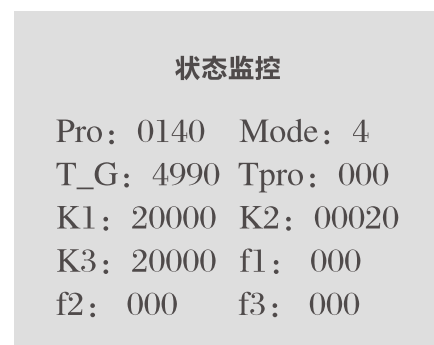 状态监控
Pro：0140 Mode：4
T_G：4990 Tpro：000
K1：20000 K2：00020
K3：20000 f1： 000
f2： 000 f3： 000